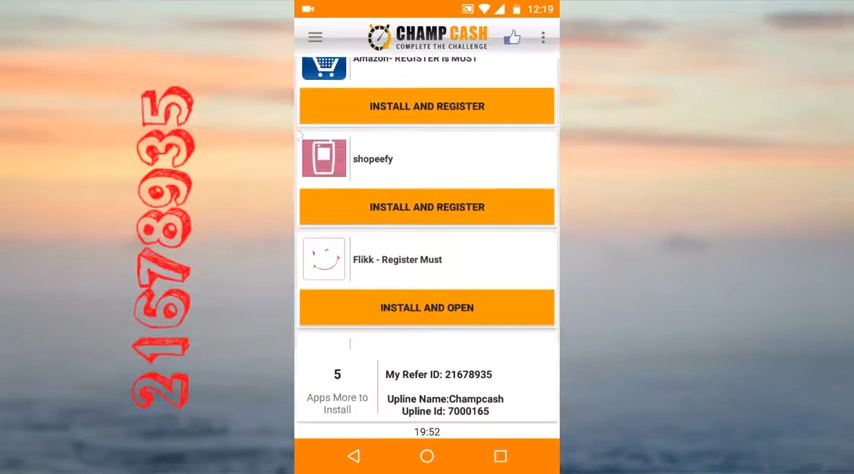 21678935
12:19
CHAMP CASH
COMPLETE THE CHALLENGE
Amazon- REGISTER is MUST
INSTALL AND REGISTER
shopeefy
INSTALL AND REGISTER
Flikk - Register Must
INSTALL AND OPEN
5
Apps More to
Install
My Refer ID: 21678935
Upline Name:Champcash
Upline Id: 7000165
19:52